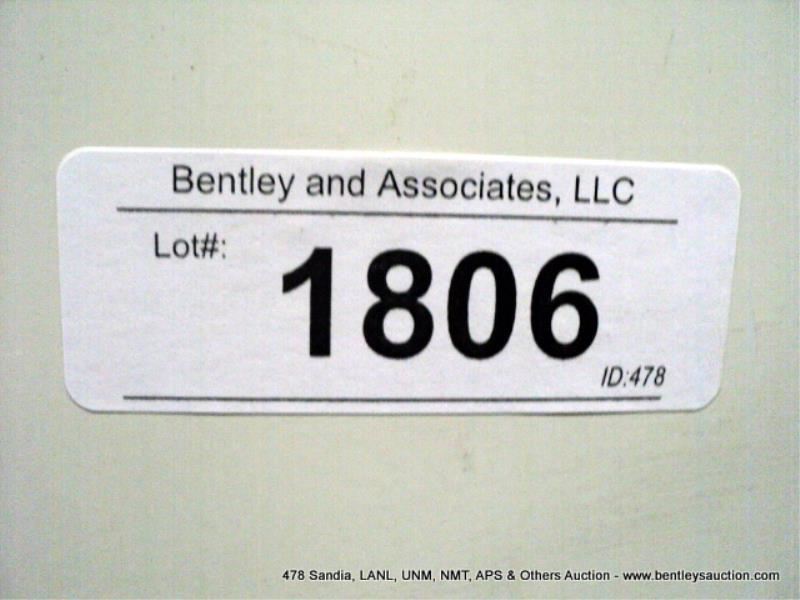 Bentley and Associates, LLC
Lot#:
1806
ID:478
478 Sandia, LANL, UNM, NMT, APS & Others Auction - www.bentleysauction.com